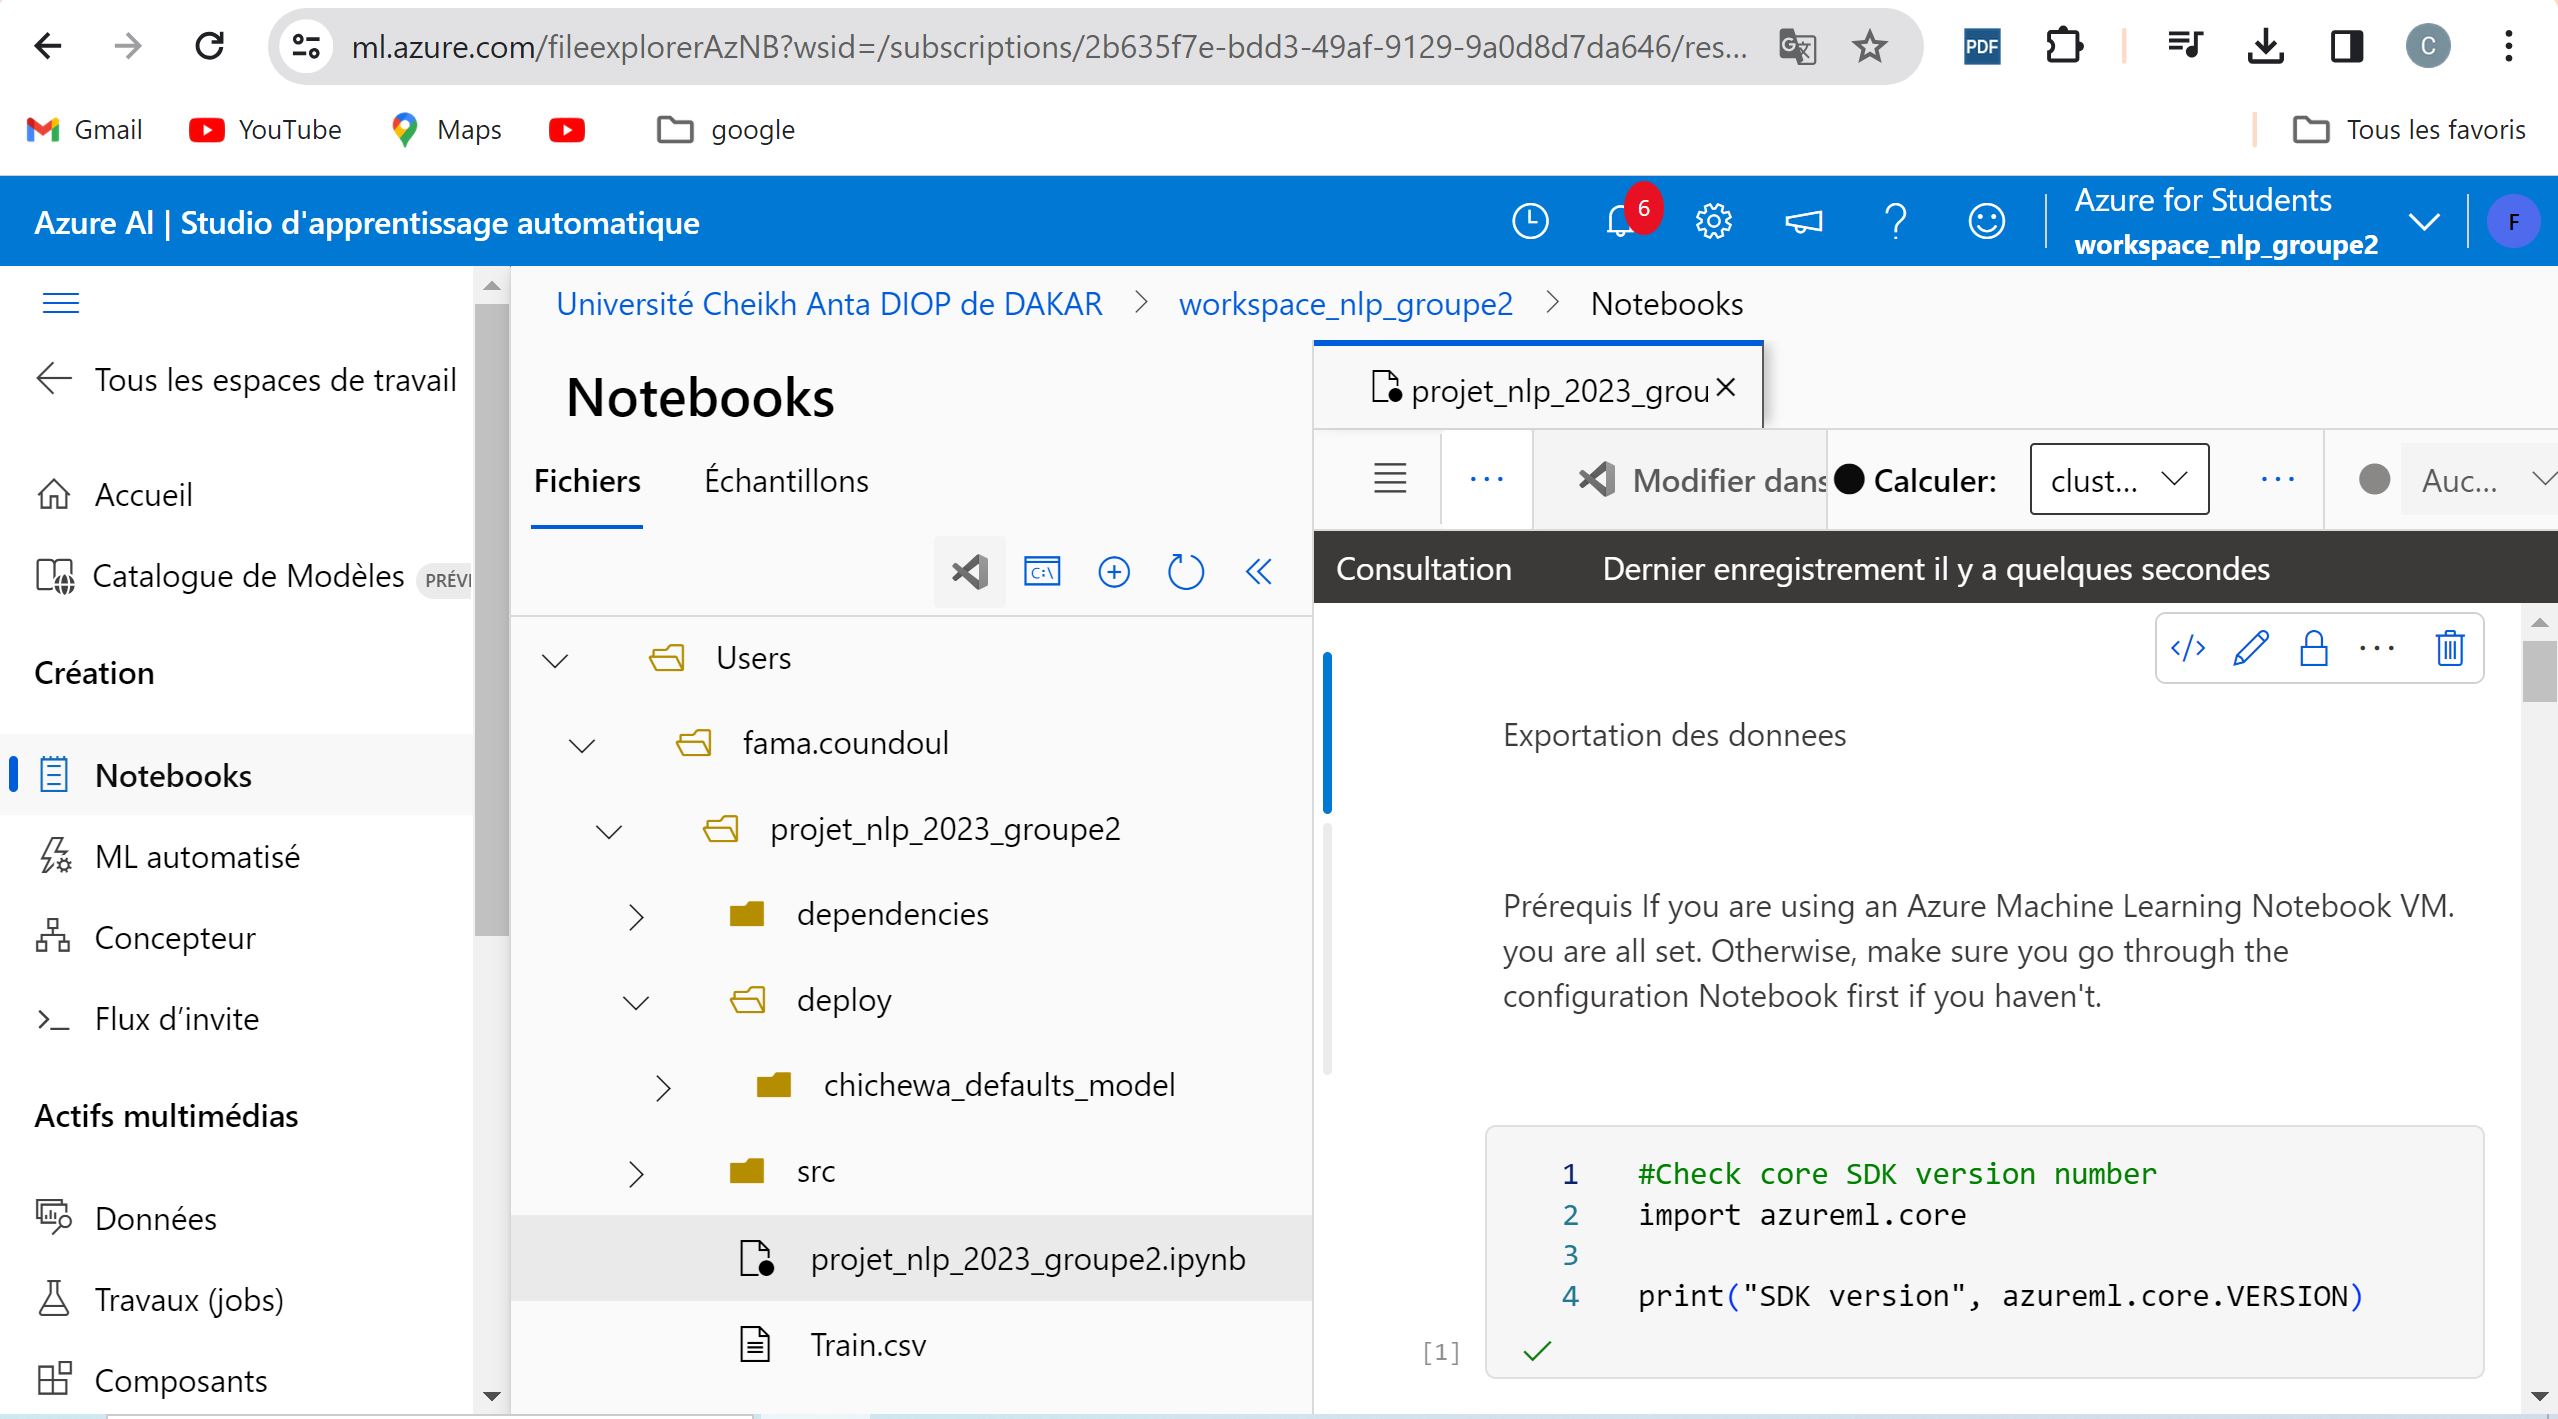 ml.azure.com/fileexplorerAzNB?wsid=/subscriptions/2b635f7e-bdd3-49af-9129-9a0d8d7da646/res...
PDF
C
Gmail
YouTube
Maps
google
Tous les favoris
Azure AI | Studio d'apprentissage automatique
6
Azure for Students
workspace_nlp_groupe2
F
Tous les espaces de travail
Accueil
Catalogue de Modèles
PRÉVI
Création
Notebooks
ML automatisé
Concepteur
Flux d’invite
Actifs multimédias
Données
Travaux (jobs)
Composants
Université Cheikh Anta DIOP de DAKAR > workspace_nlp_groupe2 > Notebooks
Notebooks
Fichiers
Échantillons
C:\
Users
fama.coundoul
projet_nlp_2023_groupe2
dependencies
deploy
chichewa_defaults_model
src
projet_nlp_2023_groupe2.ipynb
Train.csv
projet_nlp_2023_grou
Modifier dans
Calculer:
clust...
Auc...
Consultation
Dernier enregistrement il y a quelques secondes
Exportation des donnees
Prérequis If you are using an Azure Machine Learning Notebook VM.
you are all set. Otherwise, make sure you go through the
configuration Notebook first if you haven't.
1 #Check core SDK version number
2 import azureml.core
3
4 print("SDK version", azureml.core.VERSION)
[1]